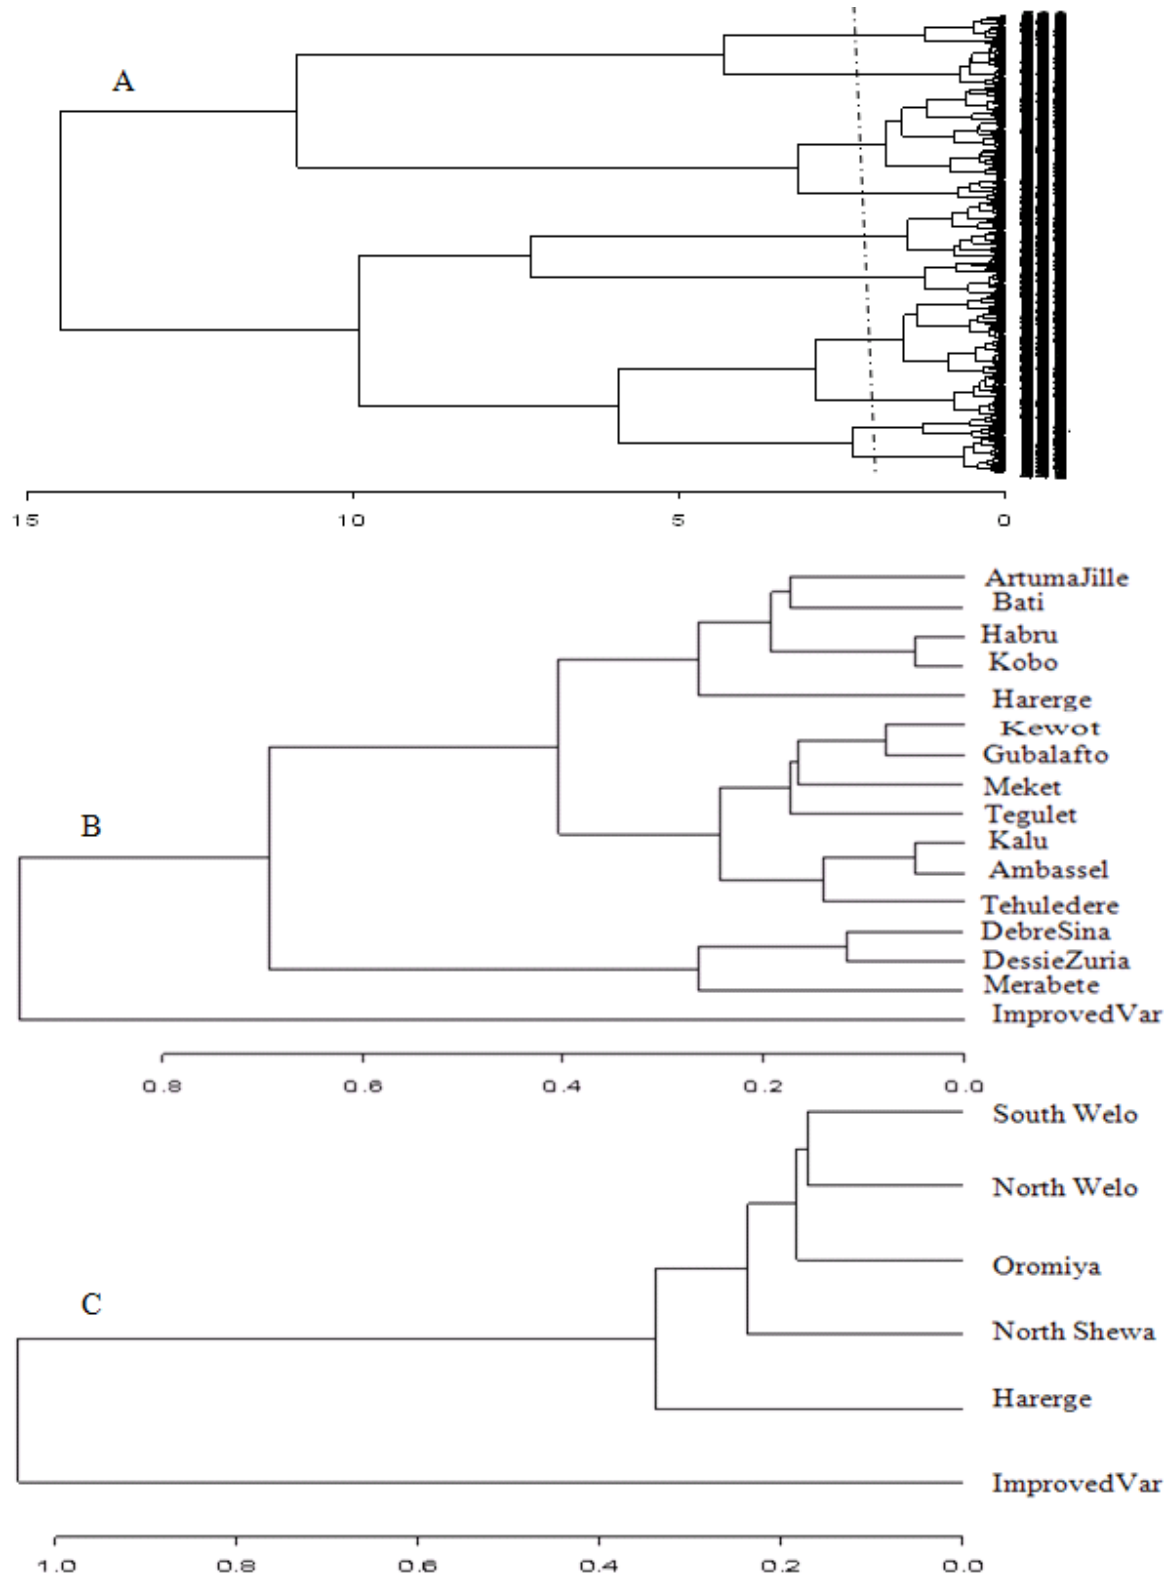 A
15 10 5 0
ArtumaJille
Bati
Habru
Kobo
Harerge
Kewot
Gubalafto
Meket
Tegulet
Kalu
Ambassel
Tehuledere
DebreSina
DessieZuria
Merabete
ImprovedVar
B
0.8 0.6 0.4 0.2 0.0
South Welo
North Welo
Oromiya
North Shewa
Harerge
ImprovedVar
C
1.0 0.8 0.6 0.4 0.2 0.0